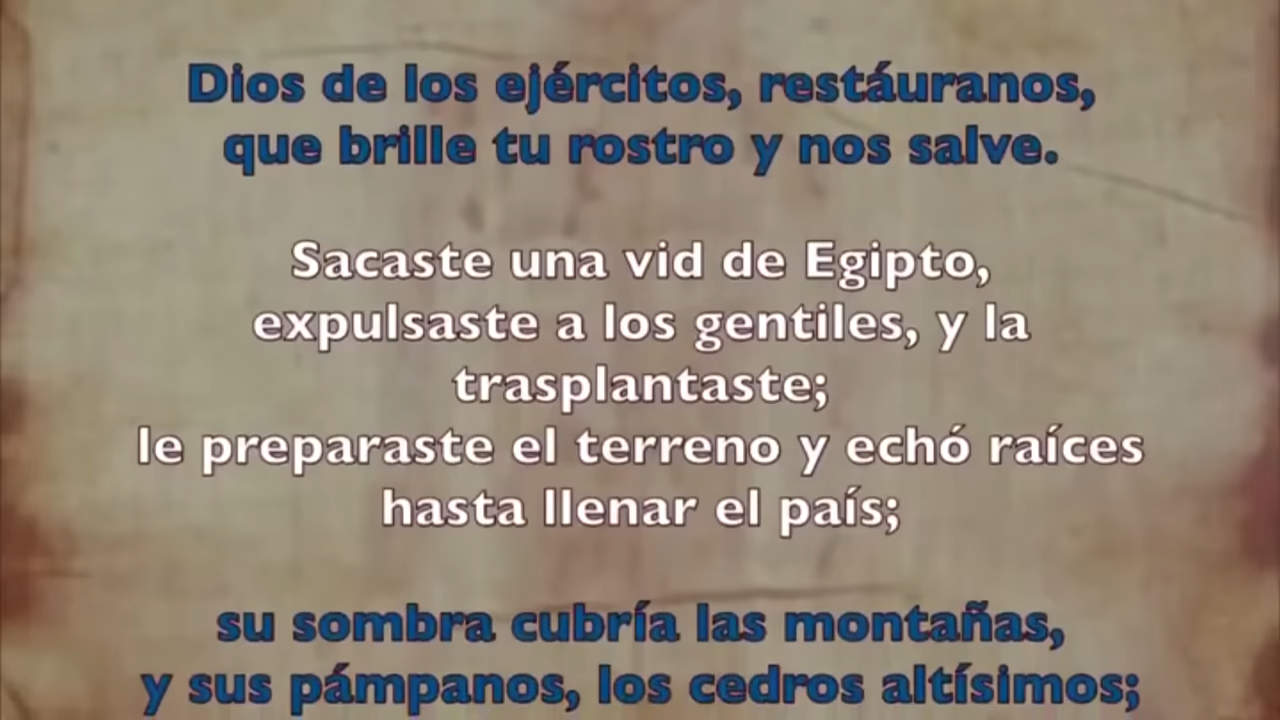 Dios de los ejércitos, restáuranos,
que brille tu rostro y nos salve.
Sacaste una vid de Egipto,
expulsaste a los gentiles, y la
trasplantaste;
le preparaste el terreno y echó raíces
hasta llenar el país;
su sombra cubría las montañas,
y sus pámpanos, los cedros altísimos;